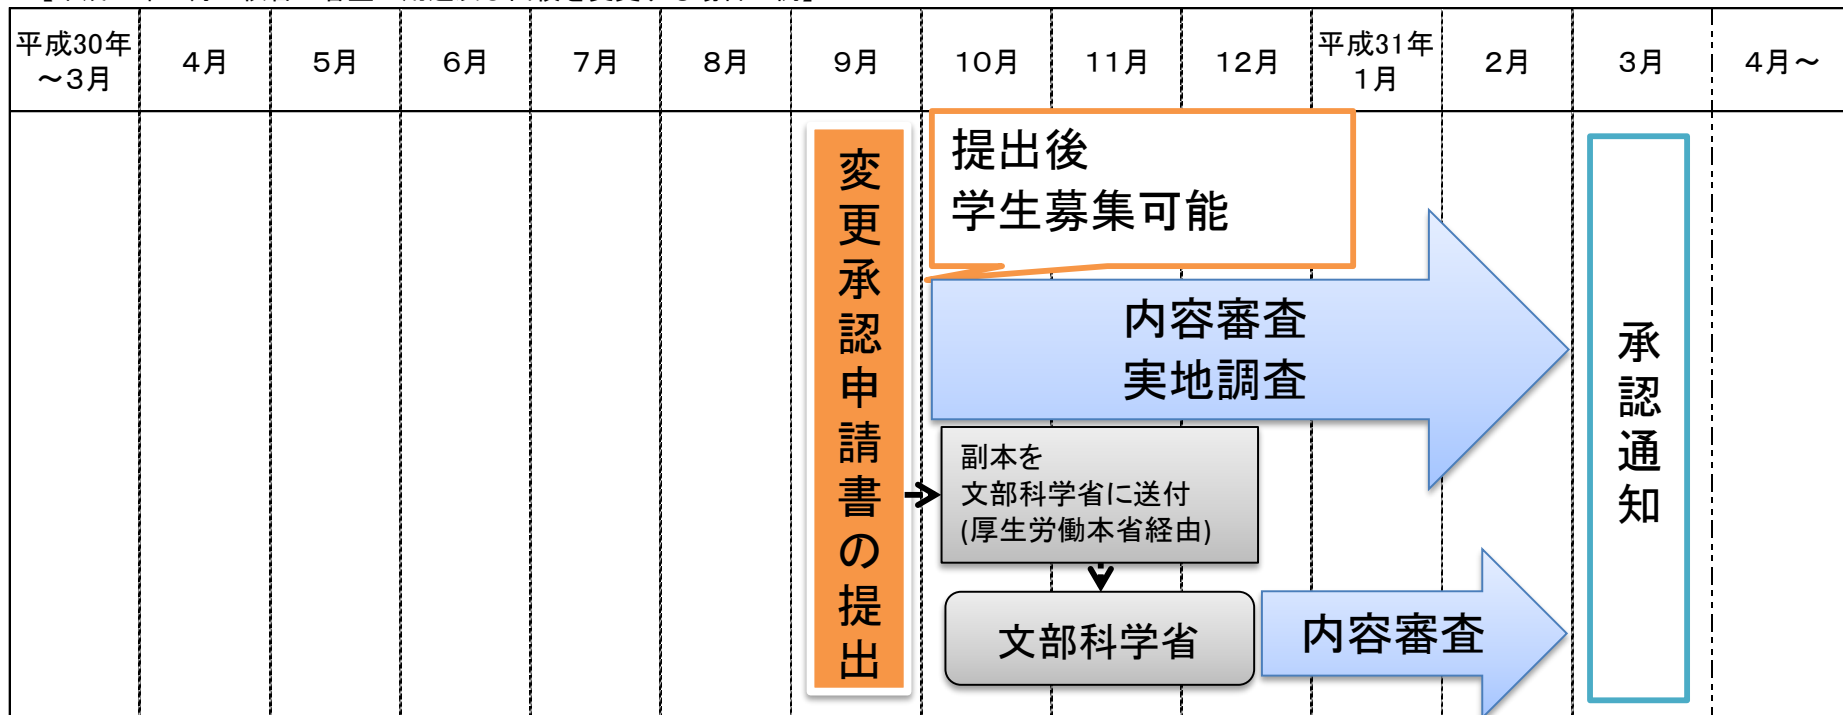 平成30年
～3月
4月
5月
6月
7月
8月
9月
10月
11月
12月
平成31年
1月
2月
3月
4月～
変更承認申請書の提出
提出後
学生募集可能
内容審査
実地調査
副本を
文部科学省に送付
(厚生労働本省経由)
文部科学省
内容審査
承認通知